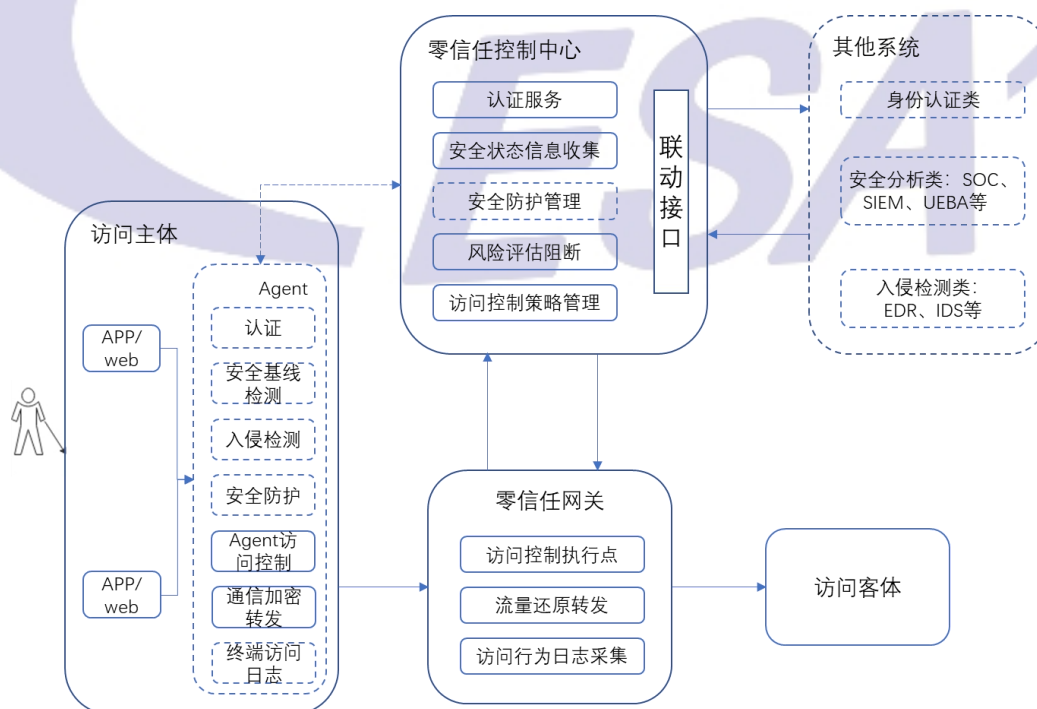 零信任控制中心
认证服务
安全状态信息收集
安全防护管理
风险评估阻断
访问控制策略管理
联动接口
其他系统
身份认证类
安全分析类：SOC、
SIEM、UEBA等
入侵检测类：
EDR、IDS等
访问主体
APP/
web
APP/
web
Agent
认证
安全基线
检测
入侵检测
安全防护
Agent访
问控制
通信加密
转发
终端访问
日志
零信任网关
访问控制执行点
流量还原转发
访问行为日志采集
访问客体
CESA